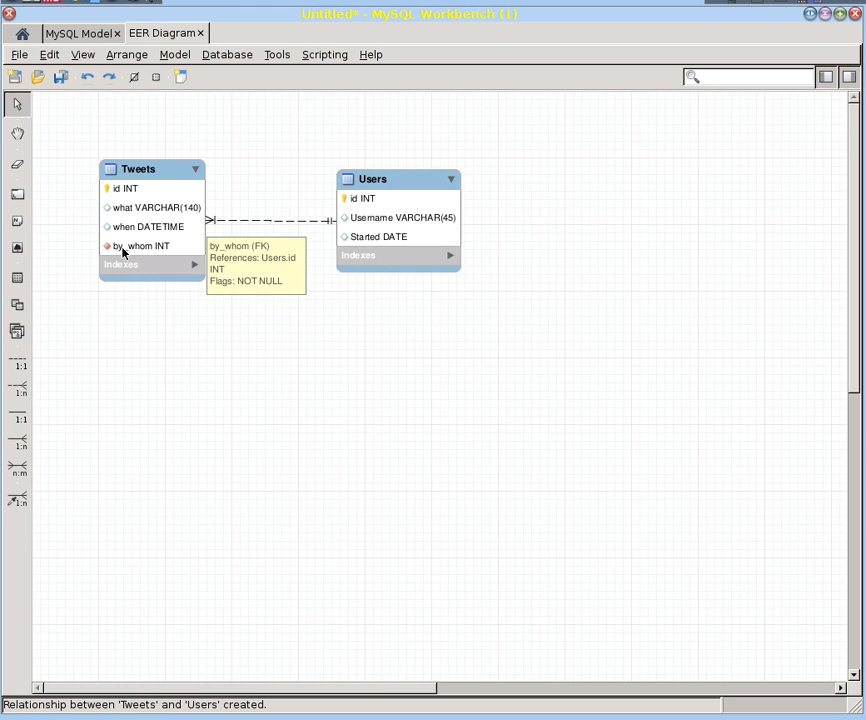 Untitled* - MySQL Workbench (1)
MySQL Model
EER Diagram
File Edit View Arrange Model Database Tools Scripting Help
Tweets
id INT
what VARCHAR(140)
when DATETIME
by_whom INT
Indexes
by_whom (FK)
References: Users.id
INT
Flags: NOT NULL
Users
id INT
Username VARCHAR(45)
Started DATE
Indexes
1:1
1:n
1:1
1:n
n:m
1:n
Relationship between 'Tweets' and 'Users' created.